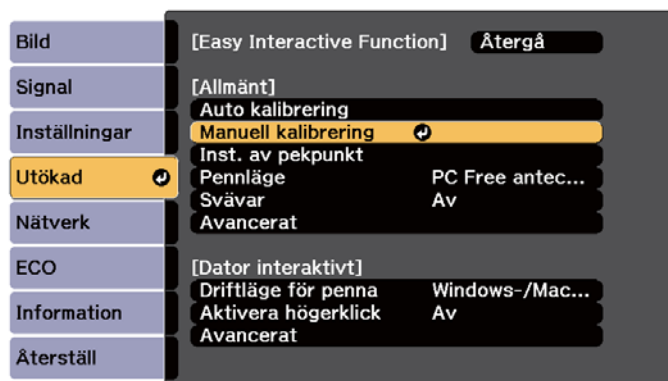 Bild
Signal
Inställningar
Utökad
Nätverk
ECO
Information
Återställ
[Easy Interactive Function] Återgå
[Allmänt]
Auto kalibrering
Manuell kalibrering
Inst. av pekpunkt
Pennläge PC Free antec...
Svävar Av
Avancerat
[Dator interaktivt]
Driftläge för penna Windows-/Mac...
Aktivera högerklick Av
Avancerat